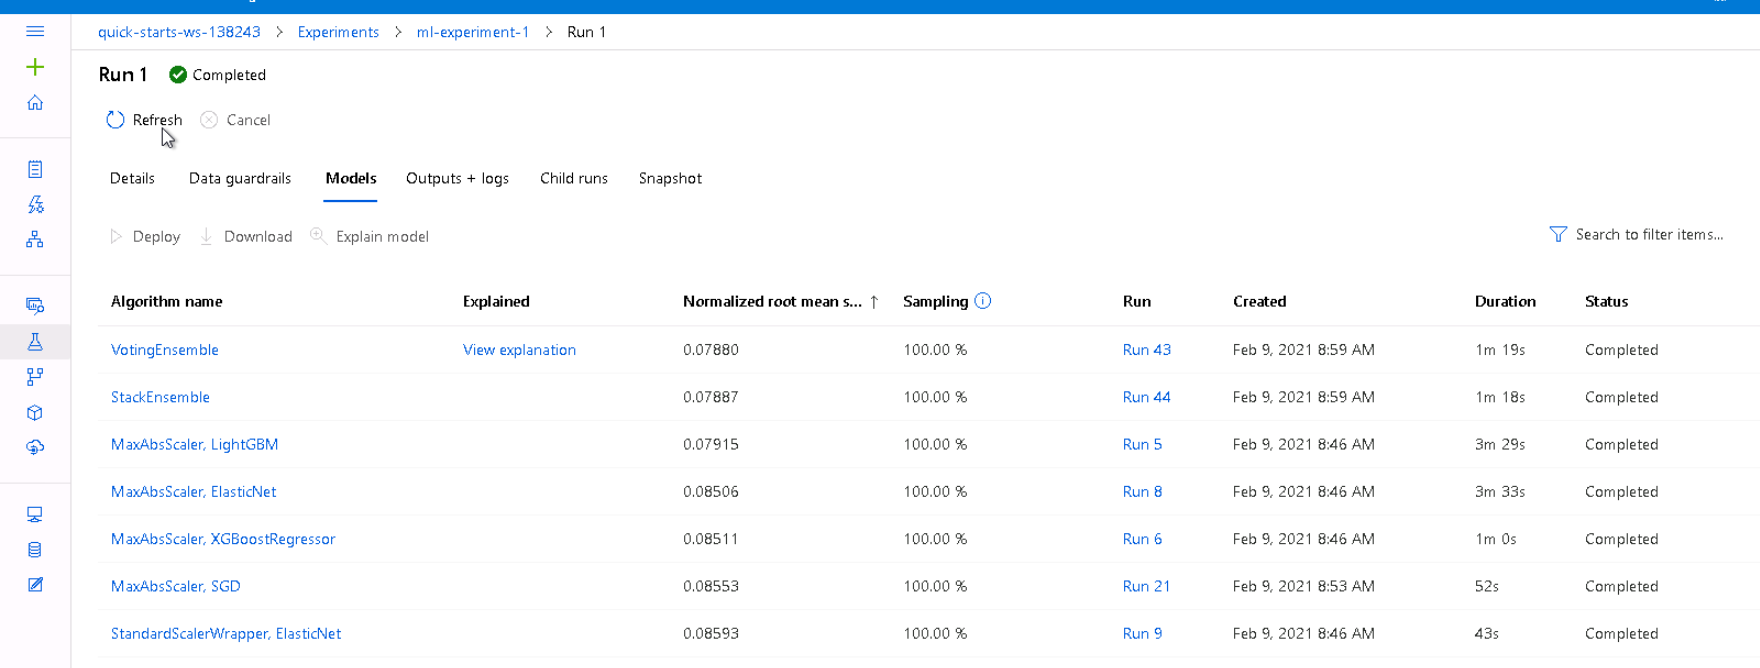 quick-starts-ws-138243 > Experiments > ml-experiment-1 > Run 1
Run 1 Completed
Refresh Cancel
Details Data guardrails Models Outputs + logs Child runs Snapshot
Deploy Download Explain model Search to filter items...
Algorithm name Explained Normalized root mean s... ↑ Sampling Run Created Duration Status
VotingEnsemble View explanation 0.07880 100.00 % Run 43 Feb 9, 2021 8:59 AM 1m 19s Completed
StackEnsemble 0.07887 100.00 % Run 44 Feb 9, 2021 8:59 AM 1m 18s Completed
MaxAbsScaler, LightGBM 0.07915 100.00 % Run 5 Feb 9, 2021 8:46 AM 3m 29s Completed
MaxAbsScaler, ElasticNet 0.08506 100.00 % Run 8 Feb 9, 2021 8:46 AM 3m 33s Completed
MaxAbsScaler, XGBoostRegressor 0.08511 100.00 % Run 6 Feb 9, 2021 8:46 AM 1m 0s Completed
MaxAbsScaler, SGD 0.08553 100.00 % Run 21 Feb 9, 2021 8:53 AM 52s Completed
StandardScalerWrapper, ElasticNet 0.08593 100.00 % Run 9 Feb 9, 2021 8:46 AM 43s Completed